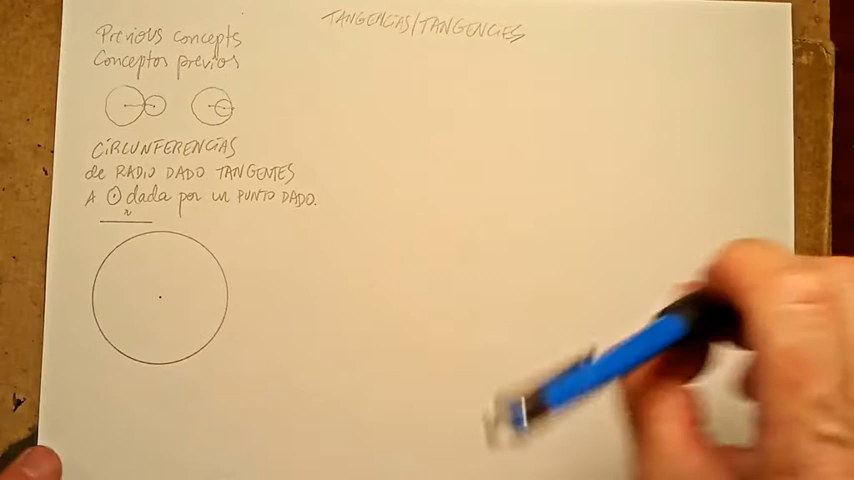 TANGENCIAS/TANGENCIES
Previous concepts
Conceptos previos
CIRCUNFERENCIAS
de RADIO DADO TANGENTES
A ⊙ dada por un PUNTO DADO.
r